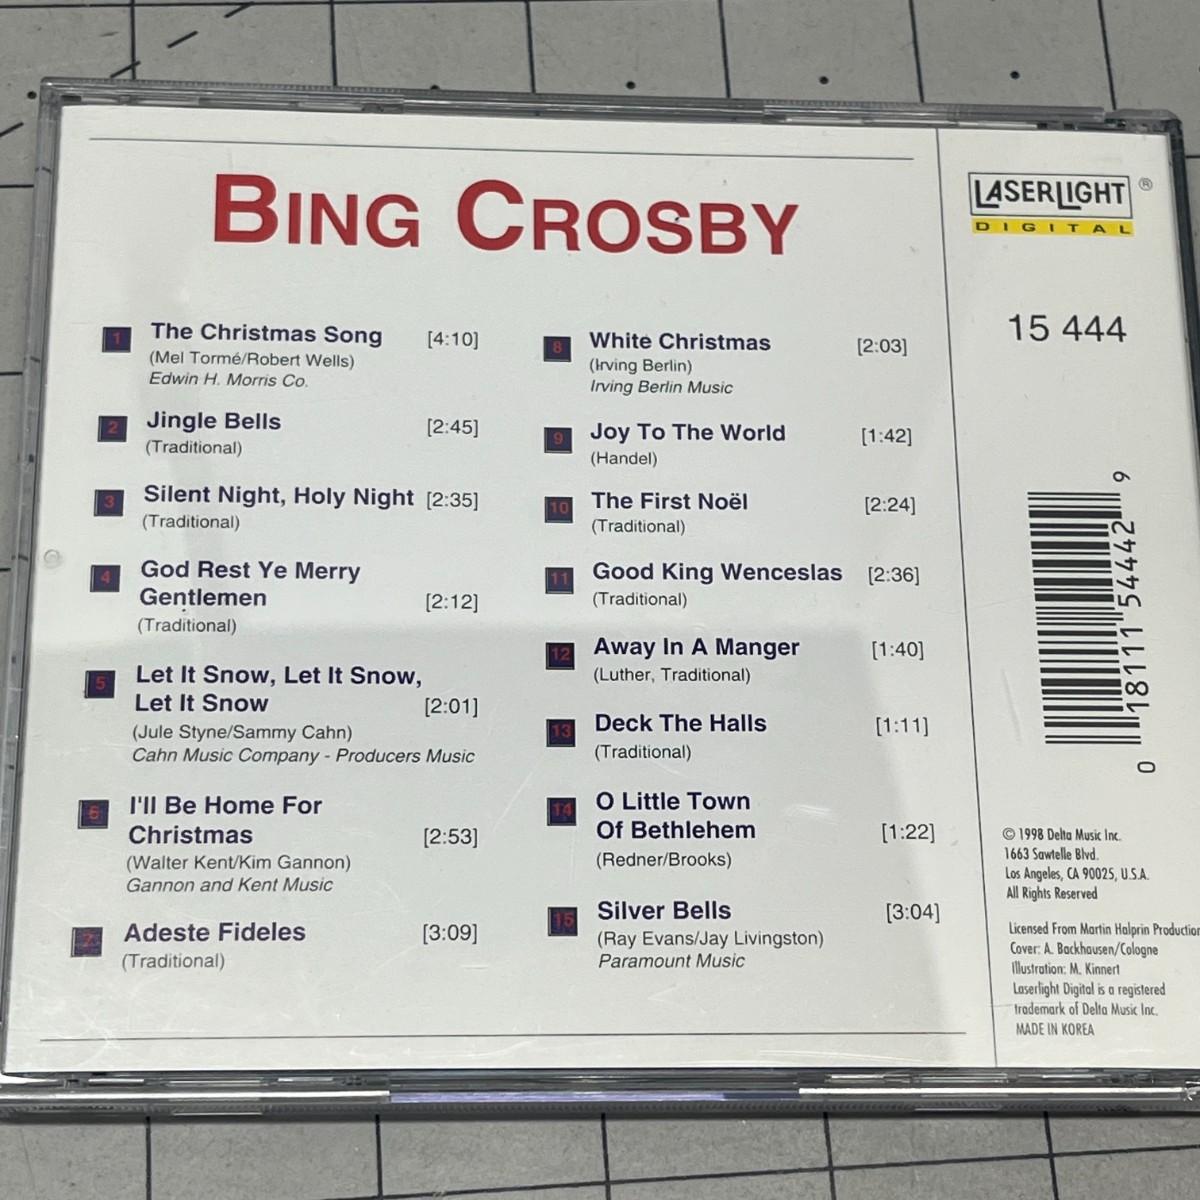 BING CROSBY
1 The Christmas Song [4:10]
(Mel Tormé/Robert Wells)
Edwin H. Morris Co.
2 Jingle Bells [2:45]
(Traditional)
3 Silent Night, Holy Night [2:35]
(Traditional)
4 God Rest Ye Merry
Gentlemen [2:12]
(Traditional)
5 Let It Snow, Let It Snow,
Let It Snow [2:01]
(Jule Styne/Sammy Cahn)
Cahn Music Company - Producers Music
6 I'll Be Home For
Christmas [2:53]
(Walter Kent/Kim Gannon)
Gannon and Kent Music
7 Adeste Fideles [3:09]
(Traditional)
8 White Christmas [2:03]
(Irving Berlin)
Irving Berlin Music
9 Joy To The World [1:42]
(Handel)
10 The First Noël [2:24]
(Traditional)
11 Good King Wenceslas [2:36]
(Traditional)
12 Away In A Manger [1:40]
(Luther, Traditional)
13 Deck The Halls [1:11]
(Traditional)
14 O Little Town
Of Bethlehem [1:22]
(Redner/Brooks)
15 Silver Bells [3:04]
(Ray Evans/Jay Livingston)
Paramount Music
LASERLIGHT ®
DIGITAL
15 444
0 18111 54442 9
© 1998 Delta Music Inc.
1663 Sawtelle Blvd.
Los Angeles, CA 90025, U.S.A.
All Rights Reserved
Licensed From Martin Halprin Production
Cover: A. Backhausen/Cologne
Illustration: M. Kinnert
Laserlight Digital is a registered
trademark of Delta Music Inc.
MADE IN KOREA